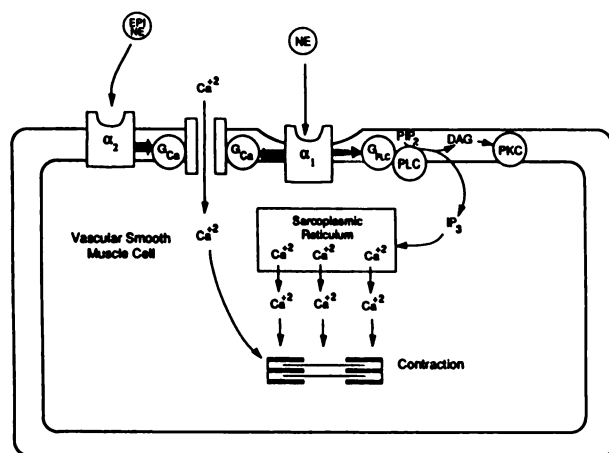 EPI
NE
NE
Ca+2
α2
GCa
GCa
α1
GPLC
PIP2
PLC
DAG
PKC
IP3
Vascular Smooth
Muscle Cell
Ca+2
Sarcoplasmic
Reticulum
Ca+2 Ca+2 Ca+2
Ca+2 Ca+2 Ca+2
Contraction